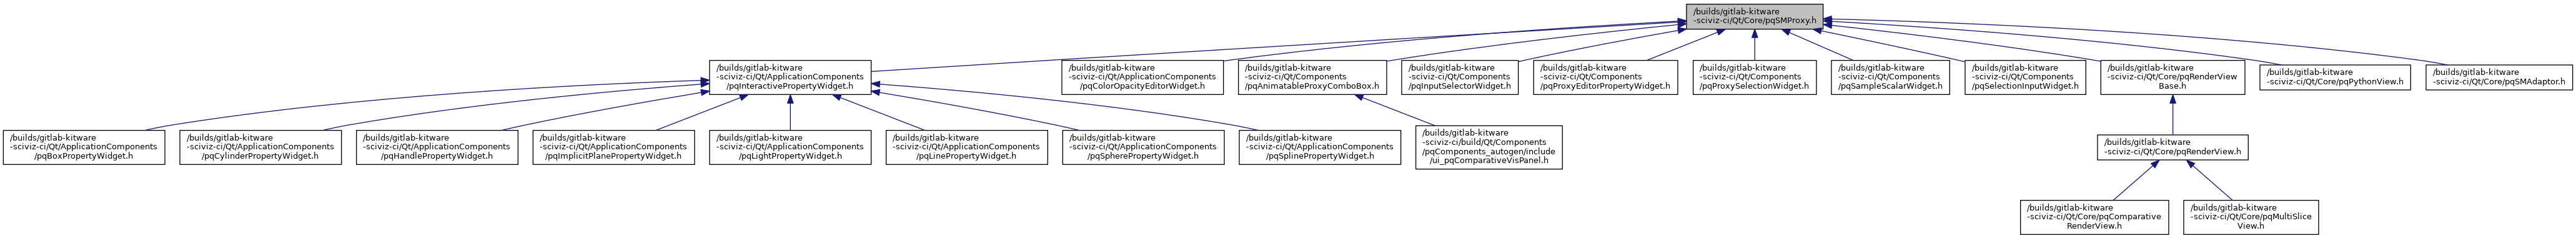 /builds/gitlab-kitware
-sciviz-ci/Qt/Core/pqSMProxy.h
/builds/gitlab-kitware
-sciviz-ci/Qt/ApplicationComponents
/pqInteractivePropertyWidget.h
/builds/gitlab-kitware
-sciviz-ci/Qt/ApplicationComponents
/pqColorOpacityEditorWidget.h
/builds/gitlab-kitware
-sciviz-ci/Qt/Components
/pqAnimatableProxyComboBox.h
/builds/gitlab-kitware
-sciviz-ci/Qt/Components
/pqInputSelectorWidget.h
/builds/gitlab-kitware
-sciviz-ci/Qt/Components
/pqProxyEditorPropertyWidget.h
/builds/gitlab-kitware
-sciviz-ci/Qt/Components
/pqProxySelectionWidget.h
/builds/gitlab-kitware
-sciviz-ci/Qt/Components
/pqSampleScalarWidget.h
/builds/gitlab-kitware
-sciviz-ci/Qt/Components
/pqSelectionInputWidget.h
/builds/gitlab-kitware
-sciviz-ci/Qt/Core/pqRenderView
Base.h
/builds/gitlab-kitware
-sciviz-ci/Qt/Core/pqPythonView.h
/builds/gitlab-kitware
-sciviz-ci/Qt/Core/pqSMAdaptor.h
/builds/gitlab-kitware
-sciviz-ci/Qt/ApplicationComponents
/pqBoxPropertyWidget.h
/builds/gitlab-kitware
-sciviz-ci/Qt/ApplicationComponents
/pqCylinderPropertyWidget.h
/builds/gitlab-kitware
-sciviz-ci/Qt/ApplicationComponents
/pqHandlePropertyWidget.h
/builds/gitlab-kitware
-sciviz-ci/Qt/ApplicationComponents
/pqImplicitPlanePropertyWidget.h
/builds/gitlab-kitware
-sciviz-ci/Qt/ApplicationComponents
/pqLightPropertyWidget.h
/builds/gitlab-kitware
-sciviz-ci/Qt/ApplicationComponents
/pqLinePropertyWidget.h
/builds/gitlab-kitware
-sciviz-ci/Qt/ApplicationComponents
/pqSpherePropertyWidget.h
/builds/gitlab-kitware
-sciviz-ci/Qt/ApplicationComponents
/pqSplinePropertyWidget.h
/builds/gitlab-kitware
-sciviz-ci/build/Qt/Components
/pqComponents_autogen/include
/ui_pqComparativeVisPanel.h
/builds/gitlab-kitware
-sciviz-ci/Qt/Core/pqRenderView.h
/builds/gitlab-kitware
-sciviz-ci/Qt/Core/pqComparative
RenderView.h
/builds/gitlab-kitware
-sciviz-ci/Qt/Core/pqMultiSlice
View.h